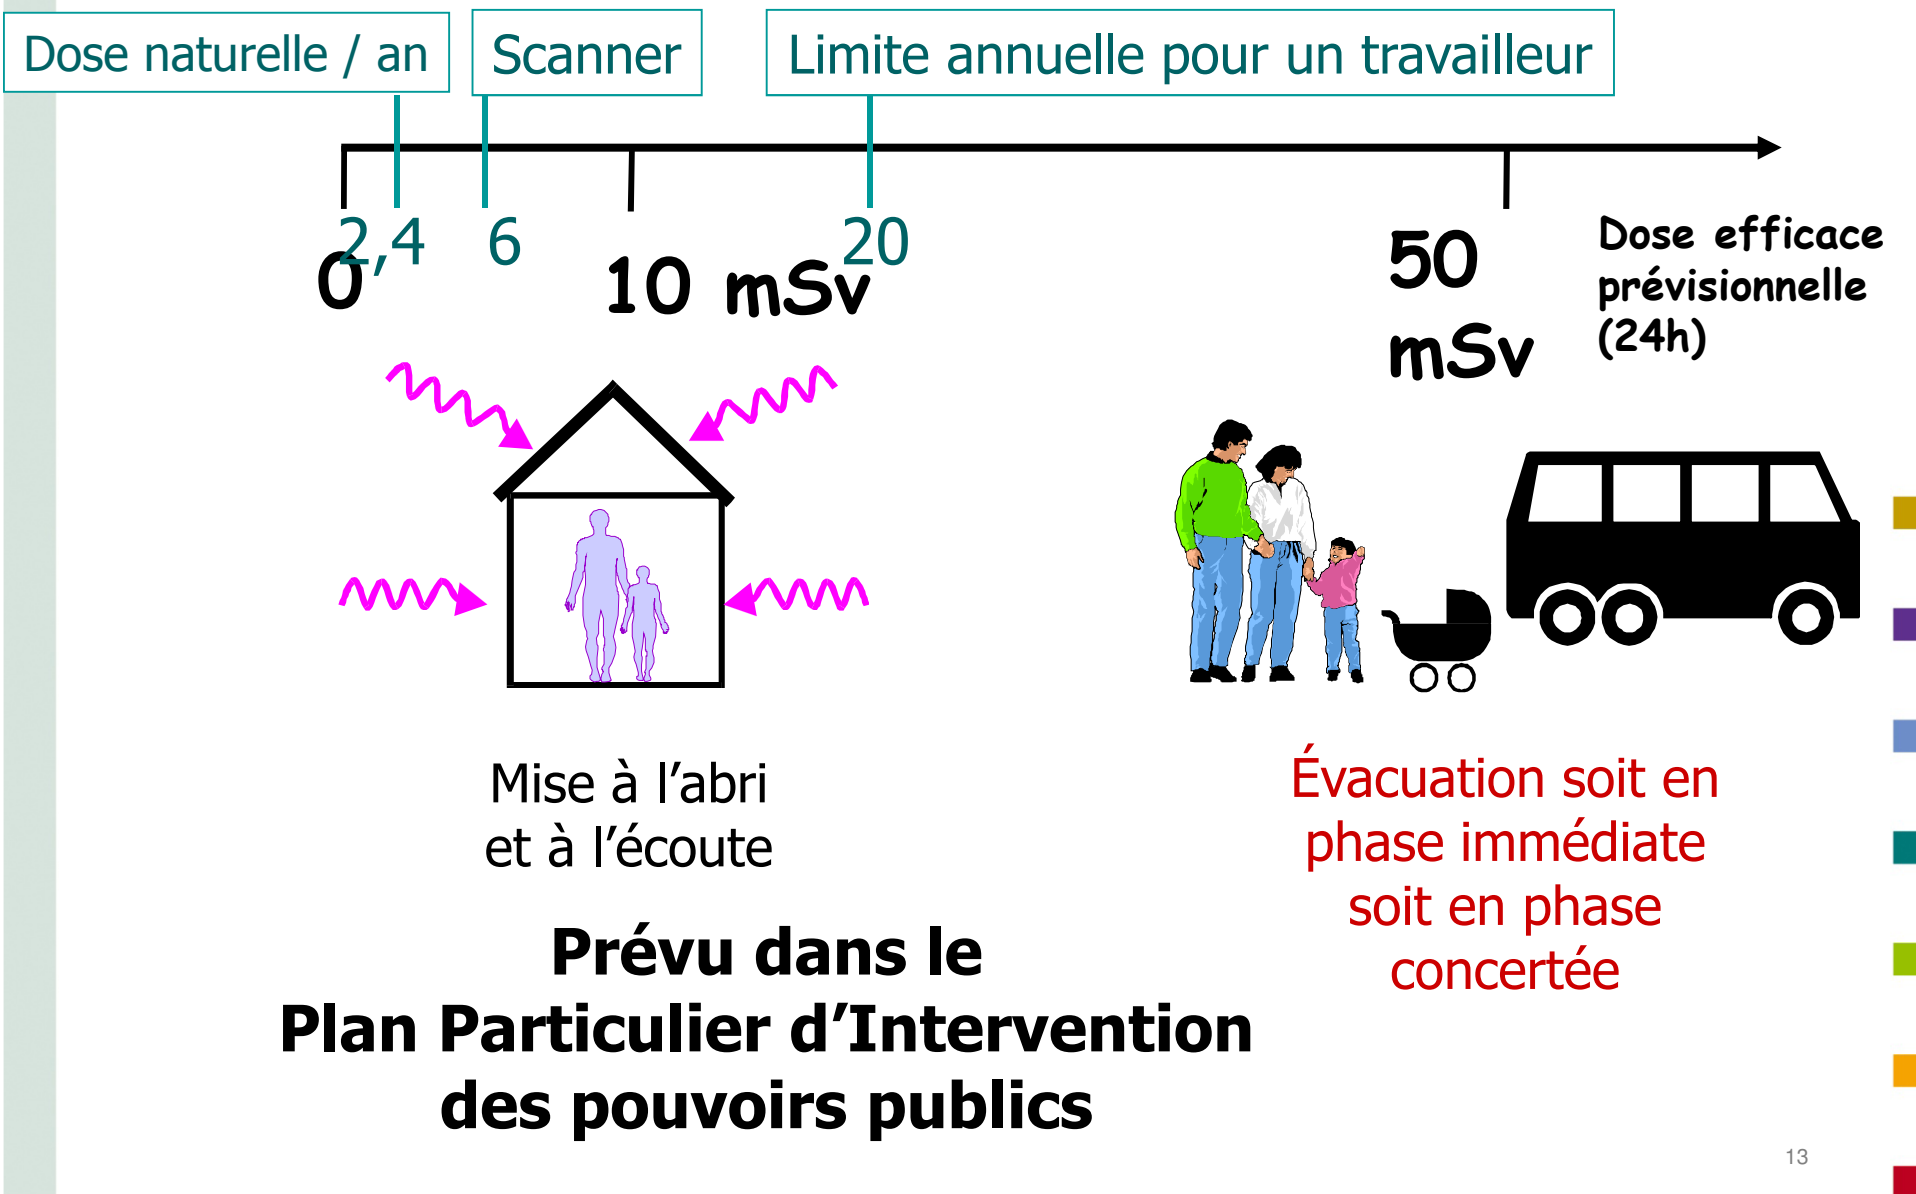 Dose naturelle / an
Scanner
Limite annuelle pour un travailleur
2,4
6
20
0
10 mSv
50
mSv
Dose efficace
prévisionnelle
(24h)
Mise à l’abri
et à l’écoute
Évacuation soit en
phase immédiate
soit en phase
concertée
Prévu dans le
Plan Particulier d’Intervention
des pouvoirs publics
13